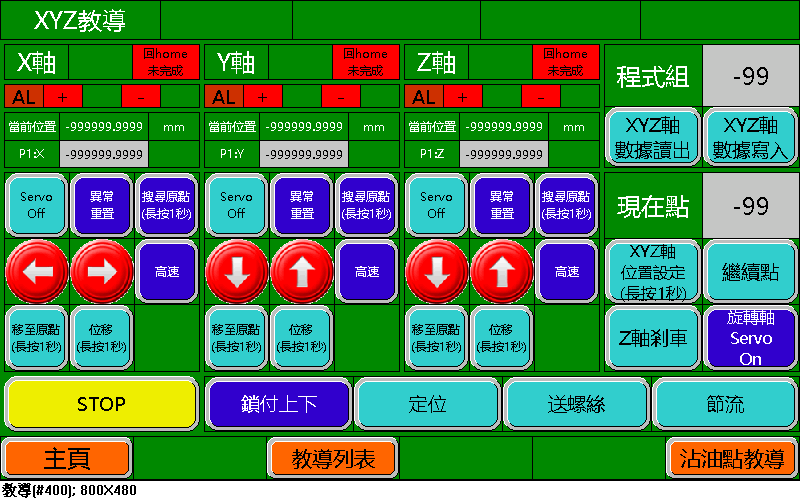 XYZ教導
X軸
回home
未完成
Y軸
回home
未完成
Z軸
回home
未完成
程式組
-99
AL
+
-
AL
+
-
AL
+
-
當前位置
-999999.9999
mm
當前位置
-999999.9999
mm
當前位置
-999999.9999
mm
P1:X
-999999.9999
P1:Y
-999999.9999
P1:Z
-999999.9999
XYZ軸
數據讀出
XYZ軸
數據寫入
Servo
Off
異常
重置
搜尋原點
(長按1秒)
Servo
Off
異常
重置
搜尋原點
(長按1秒)
Servo
Off
異常
重置
搜尋原點
(長按1秒)
現在點
-99
高速
高速
高速
XYZ軸
位置設定
(長按1秒)
繼續點
移至原點
(長按1秒)
位移
(長按1秒)
移至原點
(長按1秒)
位移
(長按1秒)
移至原點
(長按1秒)
位移
(長按1秒)
Z軸剎車
旋轉軸
Servo
On
STOP
鎖付上下
定位
送螺絲
節流
主頁
教導列表
沾油點教導
教導(#400); 800X480